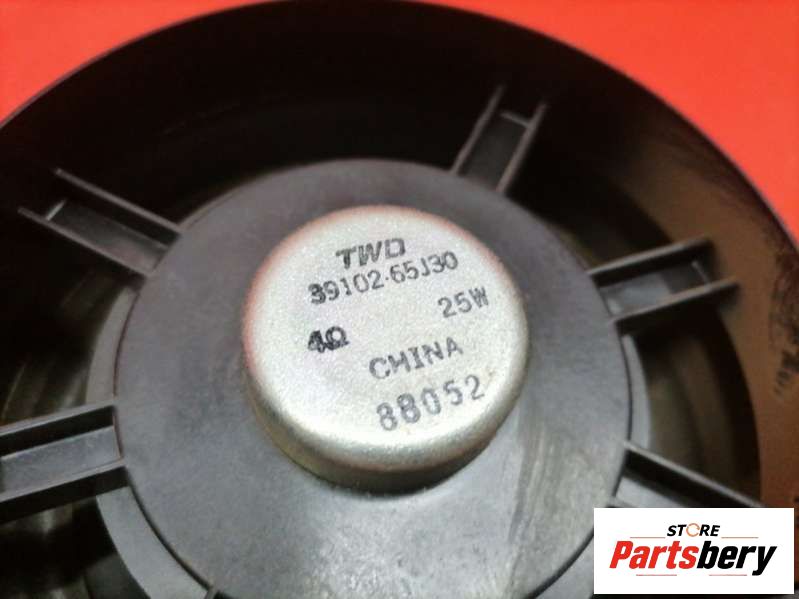 TWD
39102-65J30
4Ω 25W
CHINA
88052
STORE
Partsbery